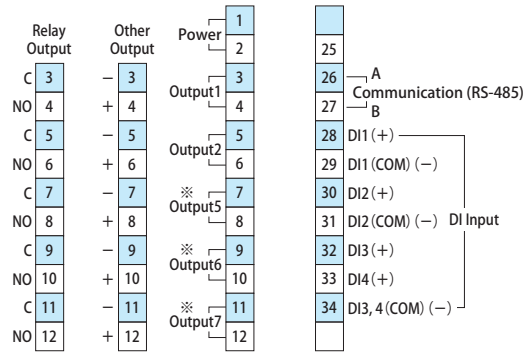 Relay Output
Other Output
Power
1
2
25
C 3
− 3
Output1
3
26
A
Communication (RS-485)
NO 4
+ 4
4
27
B
C 5
− 5
Output2
5
28 DI1(+)
NO 6
+ 6
6
29 DI1(COM)(−)
C 7
− 7
※
Output5
7
30 DI2(+)
NO 8
+ 8
8
31 DI2(COM)(−)
DI Input
C 9
− 9
※
Output6
9
32 DI3(+)
NO 10
+ 10
10
33 DI4(+)
C 11
− 11
※
Output7
11
34 DI3, 4(COM)(−)
NO 12
+ 12
12